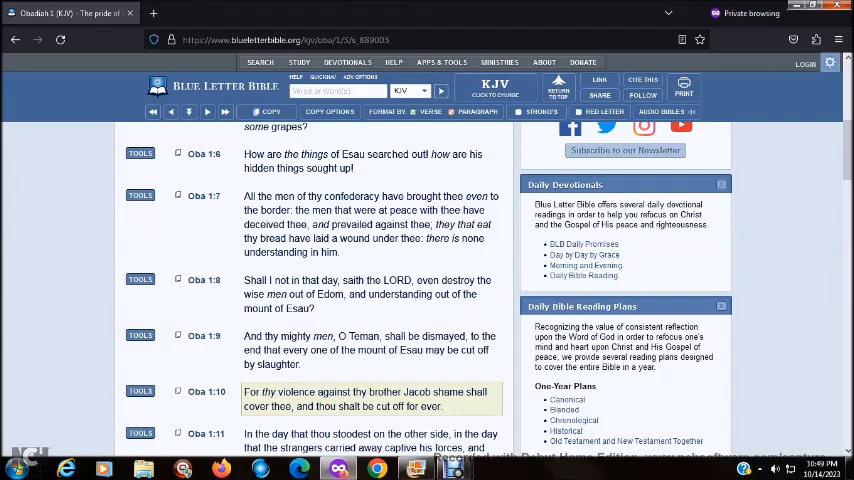 Obadiah 1 (KJV) - The pride of
Private browsing
https://www.blueletterbible.org/kjv/oba/1/3/s_889003
SEARCH STUDY DEVOTIONALS HELP APPS & TOOLS MINISTRIES ABOUT DONATE LOGIN
BLUE LETTER BIBLE
HELP QUICKNAV ADV. OPTIONS
Verse or Word(s) KJV
KJV
CLICK TO CHANGE
RETURN
TO TOP
LINK CITE THIS
SHARE FOLLOW
PRINT
COPY COPY OPTIONS FORMAT BY: VERSE PARAGRAPH STRONG'S RED LETTER AUDIO BIBLES
some grapes?
TOOLS Oba 1:6 How are the things of Esau searched out! how are his
hidden things sought up!
TOOLS Oba 1:7 All the men of thy confederacy have brought thee even to
the border: the men that were at peace with thee have
deceived thee, and prevailed against thee; they that eat
thy bread have laid a wound under thee: there is none
understanding in him.
TOOLS Oba 1:8 Shall I not in that day, saith the LORD, even destroy the
wise men out of Edom, and understanding out of the
mount of Esau?
TOOLS Oba 1:9 And thy mighty men, O Teman, shall be dismayed, to the
end that every one of the mount of Esau may be cut off
by slaughter.
TOOLS Oba 1:10 For thy violence against thy brother Jacob shame shall
cover thee, and thou shalt be cut off for ever.
TOOLS Oba 1:11 In the day that thou stoodest on the other side, in the day
that the strangers carried away captive his forces, and
Subscribe to our Newsletter
Daily Devotionals
Blue Letter Bible offers several daily devotional
readings in order to help you refocus on Christ
and the Gospel of His peace and righteousness.
BLB Daily Promises
Day by Day by Grace
Morning and Evening
Daily Bible Reading
Daily Bible Reading Plans
Recognizing the value of consistent reflection
upon the Word of God in order to refocus one's
mind and heart upon Christ and His Gospel of
peace, we provide several reading plans designed
to cover the entire Bible in a year.
One-Year Plans
Canonical
Blended
Chronological
Historical
Old Testament and New Testament Together
NCH
10:49 PM
10/14/2023